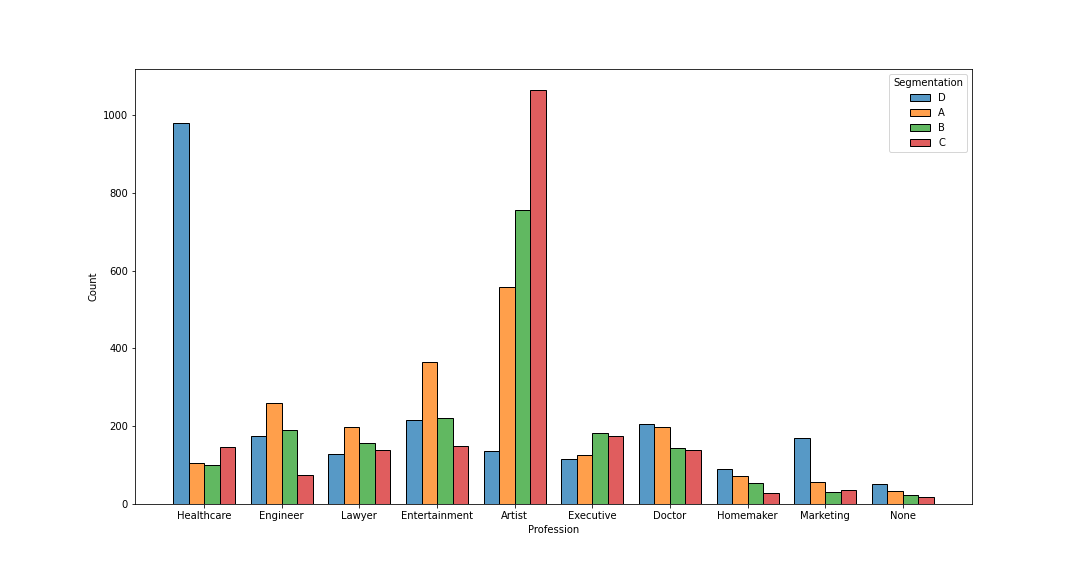 Segmentation
D
A
B
C
1000
800
600
400
200
0
Count
Healthcare Engineer Lawyer Entertainment Artist Executive Doctor Homemaker Marketing None
Profession